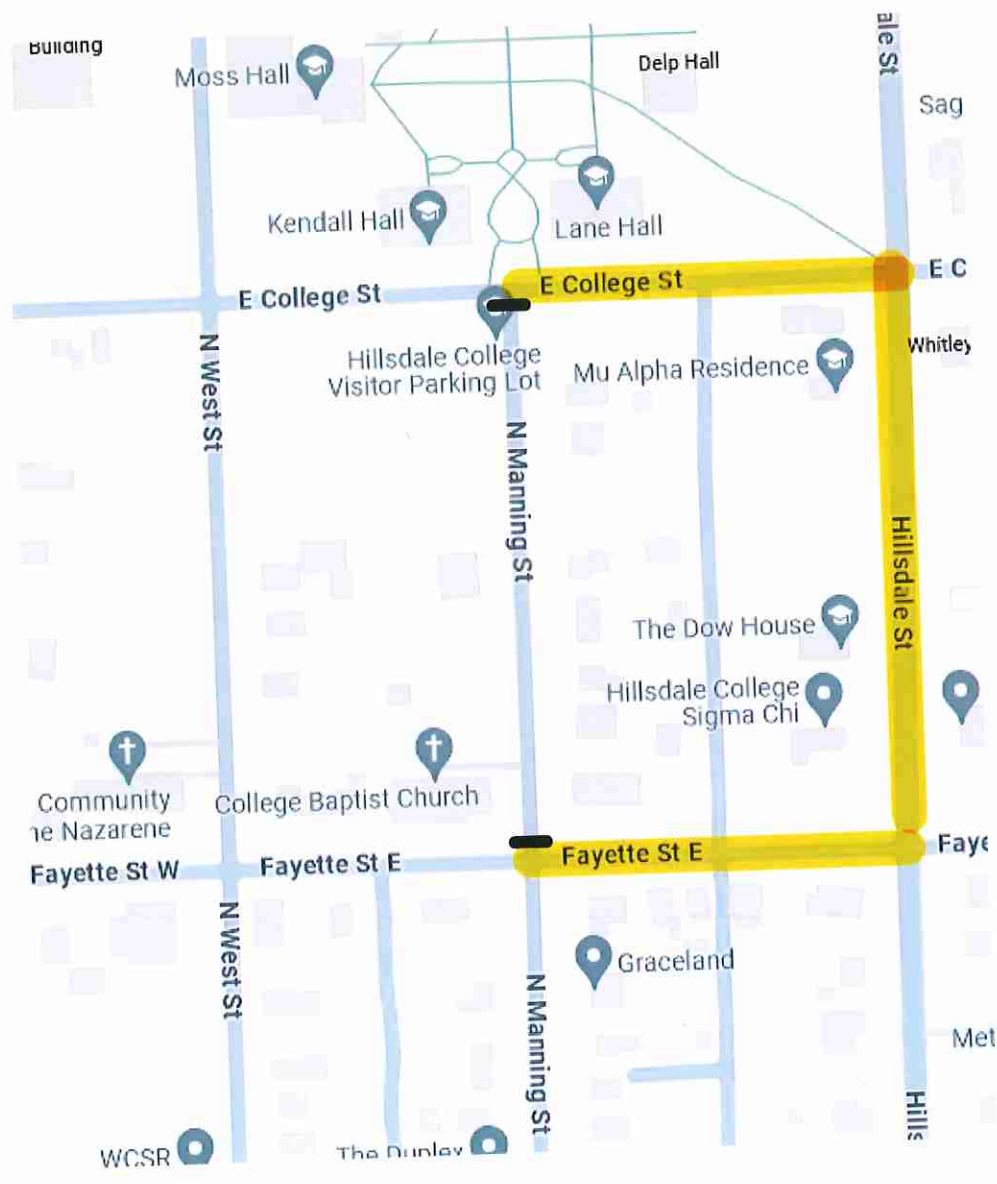 Building
Moss Hall
Delp Hall
ale St
Sag
Kendall Hall
Lane Hall
E College St
E College St
E C
Hillsdale College
Visitor Parking Lot
Mu Alpha Residence
Whitley
N West St
N Manning St
Hillsdale St
The Dow House
Hillsdale College
Sigma Chi
Community
ne Nazarene
College Baptist Church
Fayette St W
Fayette St E
Fayette St E
Faye
N West St
Graceland
N Manning St
Met
Hills
WCSR
The Dunlev